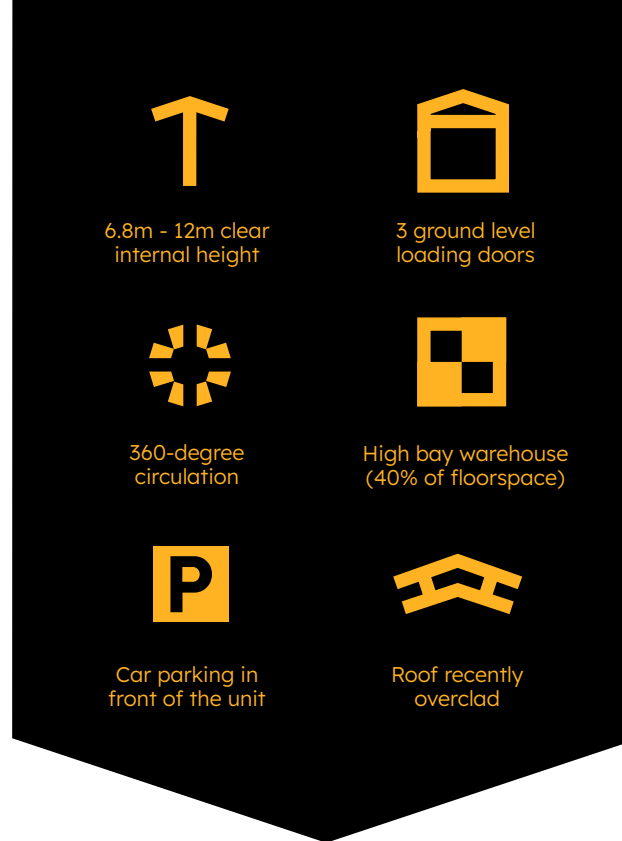 6.8m - 12m clear
internal height
3 ground level
loading doors
360-degree
circulation
High bay warehouse
(40% of floorspace)
P
Car parking in
front of the unit
Roof recently
overclad